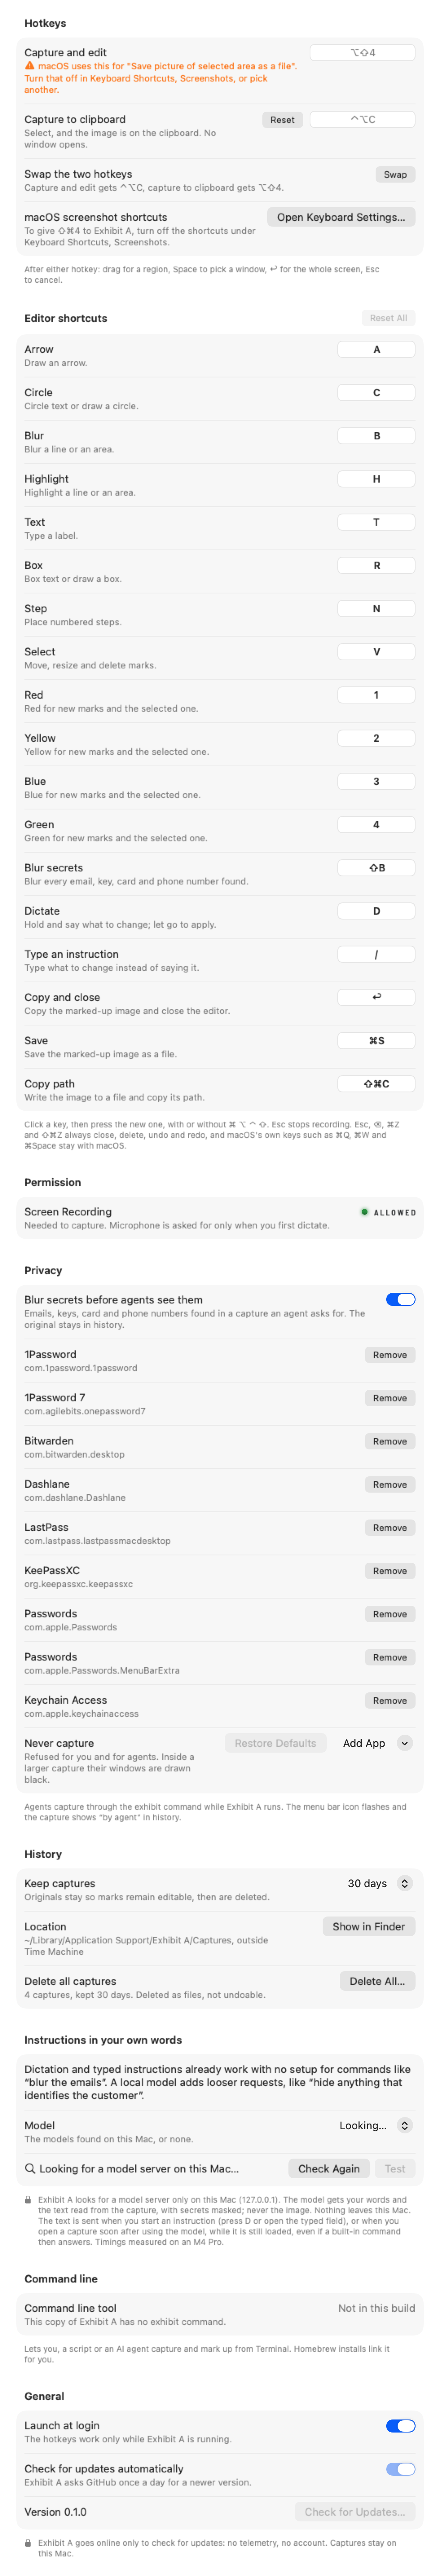 Hotkeys
Capture and edit
⌥⇧4
macOS uses this for "Save picture of selected area as a file".
Turn that off in Keyboard Shortcuts, Screenshots, or pick
another.
Capture to clipboard
Reset
^⌥C
Select, and the image is on the clipboard. No
window opens.
Swap the two hotkeys
Swap
Capture and edit gets ^⌥C, capture to clipboard gets ⌥⇧4.
macOS screenshot shortcuts
Open Keyboard Settings...
To give ⇧⌘4 to Exhibit A, turn off the shortcuts under
Keyboard Shortcuts, Screenshots.
After either hotkey: drag for a region, Space to pick a window, ↩ for the whole screen, Esc
to cancel.
Editor shortcuts
Reset All
Arrow
A
Draw an arrow.
Circle
C
Circle text or draw a circle.
Blur
B
Blur a line or an area.
Highlight
H
Highlight a line or an area.
Text
T
Type a label.
Box
R
Box text or draw a box.
Step
N
Place numbered steps.
Select
V
Move, resize and delete marks.
Red
1
Red for new marks and the selected one.
Yellow
2
Yellow for new marks and the selected one.
Blue
3
Blue for new marks and the selected one.
Green
4
Green for new marks and the selected one.
Blur secrets
⇧B
Blur every email, key, card and phone number found.
Dictate
D
Hold and say what to change; let go to apply.
Type an instruction
/
Type what to change instead of saying it.
Copy and close
↩
Copy the marked-up image and close the editor.
Save
⌘S
Save the marked-up image as a file.
Copy path
⇧⌘C
Write the image to a file and copy its path.
Click a key, then press the new one, with or without ⌘ ⌥ ^ ⇧. Esc stops recording. Esc, ⌫, ⌘Z
and ⇧⌘Z always close, delete, undo and redo, and macOS's own keys such as ⌘Q, ⌘W and
⌘Space stay with macOS.
Permission
Screen Recording
ALLOWED
Needed to capture. Microphone is asked for only when you first dictate.
Privacy
Blur secrets before agents see them
Emails, keys, card and phone numbers found in a capture an agent asks for. The
original stays in history.
1Password
Remove
com.1password.1password
1Password 7
Remove
com.agilebits.onepassword7
Bitwarden
Remove
com.bitwarden.desktop
Dashlane
Remove
com.dashlane.Dashlane
LastPass
Remove
com.lastpass.lastpassmacdesktop
KeePassXC
Remove
org.keepassxc.keepassxc
Passwords
Remove
com.apple.Passwords
Passwords
Remove
com.apple.Passwords.MenuBarExtra
Keychain Access
Remove
com.apple.keychainaccess
Never capture
Restore Defaults
Add App
Refused for you and for agents. Inside a
larger capture their windows are drawn
black.
Agents capture through the exhibit command while Exhibit A runs. The menu bar icon flashes and
the capture shows "by agent" in history.
History
Keep captures
30 days
Originals stay so marks remain editable, then are deleted.
Location
Show in Finder
~/Library/Application Support/Exhibit A/Captures, outside
Time Machine
Delete all captures
Delete All...
4 captures, kept 30 days. Deleted as files, not undoable.
Instructions in your own words
Dictation and typed instructions already work with no setup for commands like
"blur the emails". A local model adds looser requests, like "hide anything that
identifies the customer".
Model
Looking...
The models found on this Mac, or none.
Looking for a model server on this Mac...
Check Again
Test
Exhibit A looks for a model server only on this Mac (127.0.0.1). The model gets your words and
the text read from the capture, with secrets masked; never the image. Nothing leaves this Mac.
The text is sent when you start an instruction (press D or open the typed field), or when you
open a capture soon after using the model, while it is still loaded, even if a built-in command
then answers. Timings measured on an M4 Pro.
Command line
Command line tool
Not in this build
This copy of Exhibit A has no exhibit command.
Lets you, a script or an AI agent capture and mark up from Terminal. Homebrew installs link it
for you.
General
Launch at login
The hotkeys work only while Exhibit A is running.
Check for updates automatically
Exhibit A asks GitHub once a day for a newer version.
Version 0.1.0
Check for Updates...
Exhibit A goes online only to check for updates: no telemetry, no account. Captures stay on
this Mac.